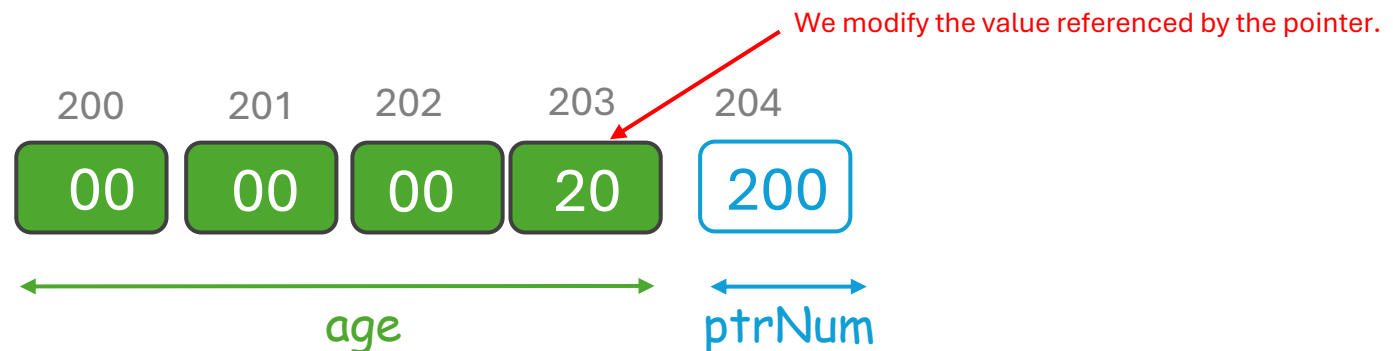 We modify the value referenced by the pointer.
200 201 202 203 204
00 00 00 20 200
age ptrNum